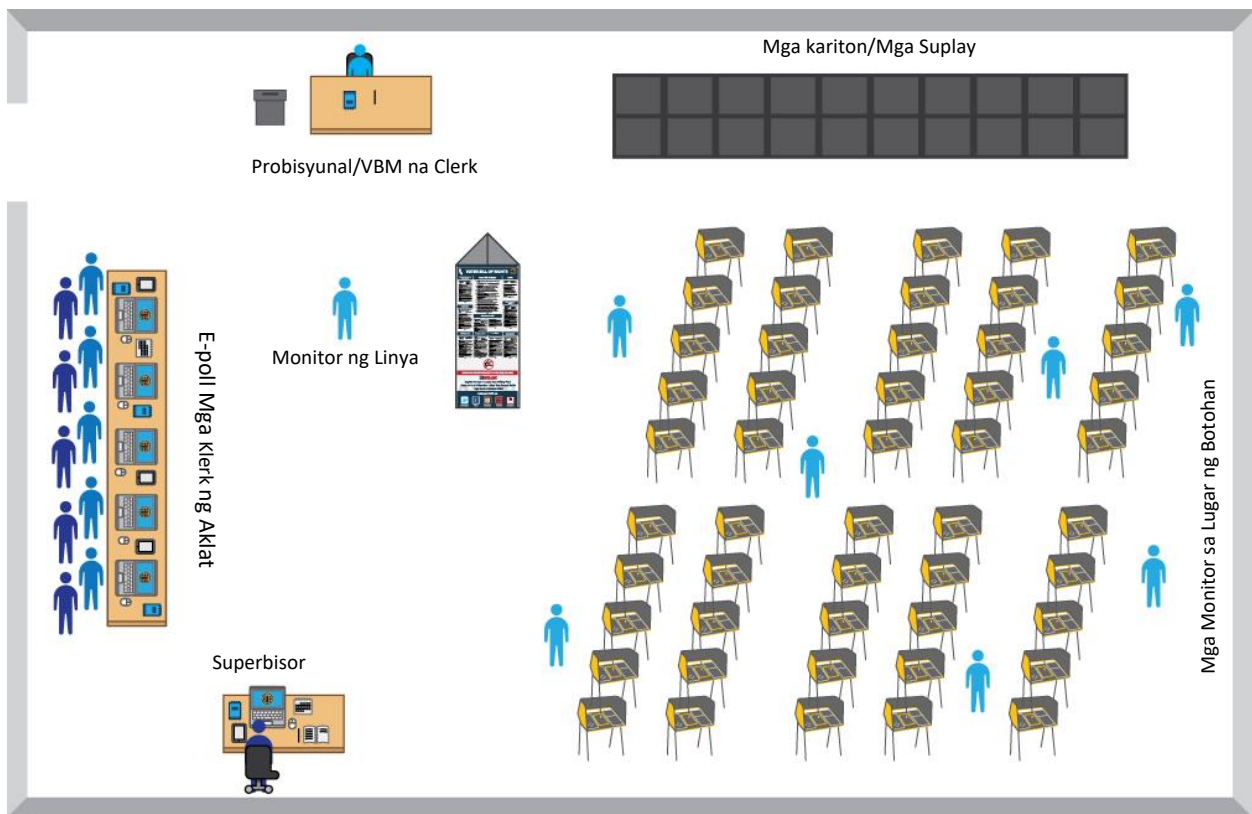 Mga kariton/Mga Suplay
Probisyunal/VBM na Clerk
VOTER BILL OF RIGHTS
Monitor ng Linya
E-poll Mga Klerk ng Aklat
Mga Monitor sa Lugar ng Botohan
Superbisor